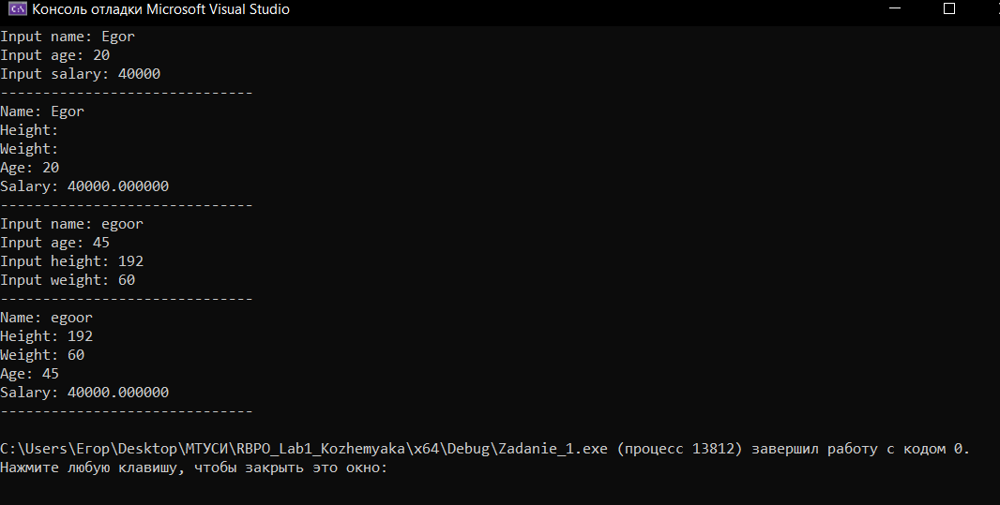 Консоль отладки Microsoft Visual Studio
Input name: Egor
Input age: 20
Input salary: 40000
------------------------------
Name: Egor
Height:
Weight:
Age: 20
Salary: 40000.000000
------------------------------
Input name: egoor
Input age: 45
Input height: 192
Input weight: 60
------------------------------
Name: egoor
Height: 192
Weight: 60
Age: 45
Salary: 40000.000000
------------------------------
C:\Users\Егор\Desktop\МТУСИ\RBPO_Lab1_Kozhemyaka\x64\Debug\Zadanie_1.exe (процесс 13812) завершил работу с кодом 0.
Нажмите любую клавишу, чтобы закрыть это окно: